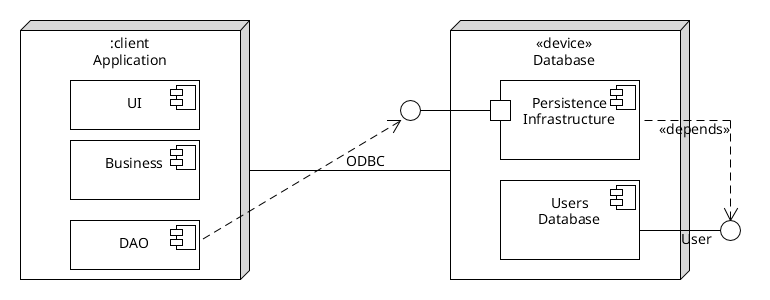 :client
Application
UI
Business
DAO
ODBC
«device»
Database
Persistence
Infrastructure
«depends»
Users
Database
User